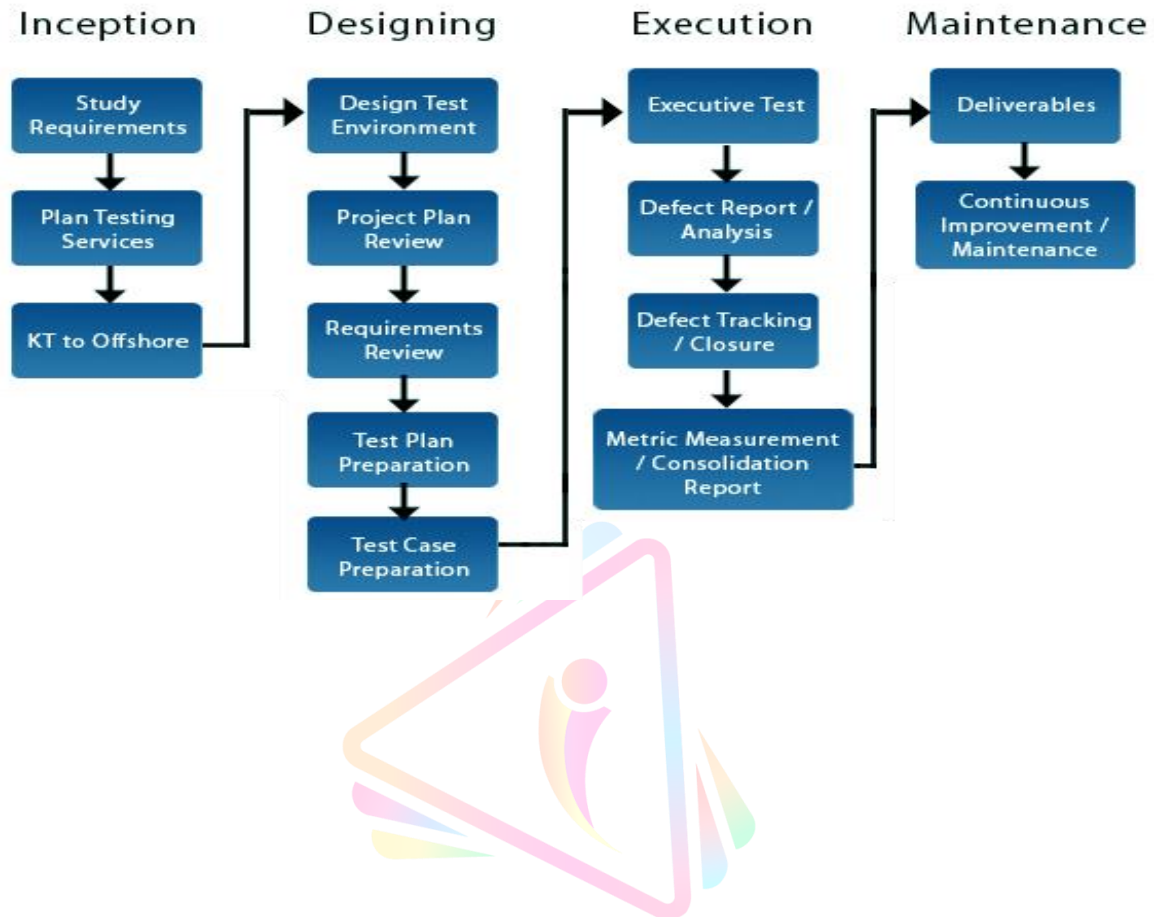 Inception
Study
Requirements
Plan Testing
Services
KT to Offshore
Designing
Design Test
Environment
Project Plan
Review
Requirements
Review
Test Plan
Preparation
Test Case
Preparation
Execution
Executive Test
Defect Report /
Analysis
Defect Tracking
/ Closure
Metric Measurement
/ Consolidation
Report
Maintenance
Deliverables
Continuous
Improvement /
Maintenance